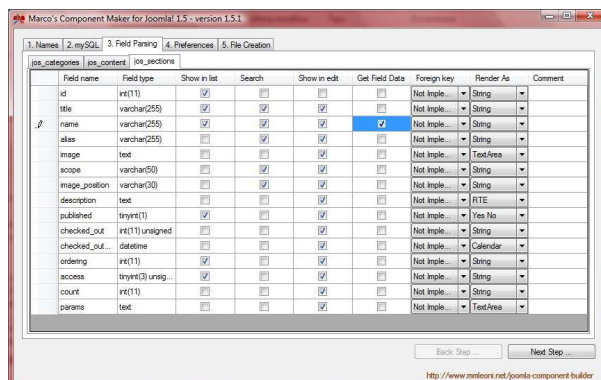 Marco's Component Maker for Joomla! 1.5 - version 1.5.1
1. Names 2. mySQL 3. Field Parsing 4. Preferences 5. File Creation
jos_categories jos_content jos_sections
Field name Field type Show in list Search Show in edit Get Field Data Foreign key Render As Comment
id int(11) Not Imple... String
title varchar(255) Not Imple... String
name varchar(255) Not Imple... String
alias varchar(255) Not Imple... String
image text Not Imple... TextArea
scope varchar(50) Not Imple... String
image_position varchar(30) Not Imple... String
description text Not Imple... RTE
published tinyint(1) Not Imple... Yes No
checked_out int(11) unsigned Not Imple... String
checked_out... datetime Not Imple... Calendar
ordering int(11) Not Imple... String
access tinyint(3) unsig... Not Imple... String
count int(11) Not Imple... String
params text Not Imple... TextArea
Back Step ... Next Step ...
http://www.mmleoni.net/joomla-component-builder